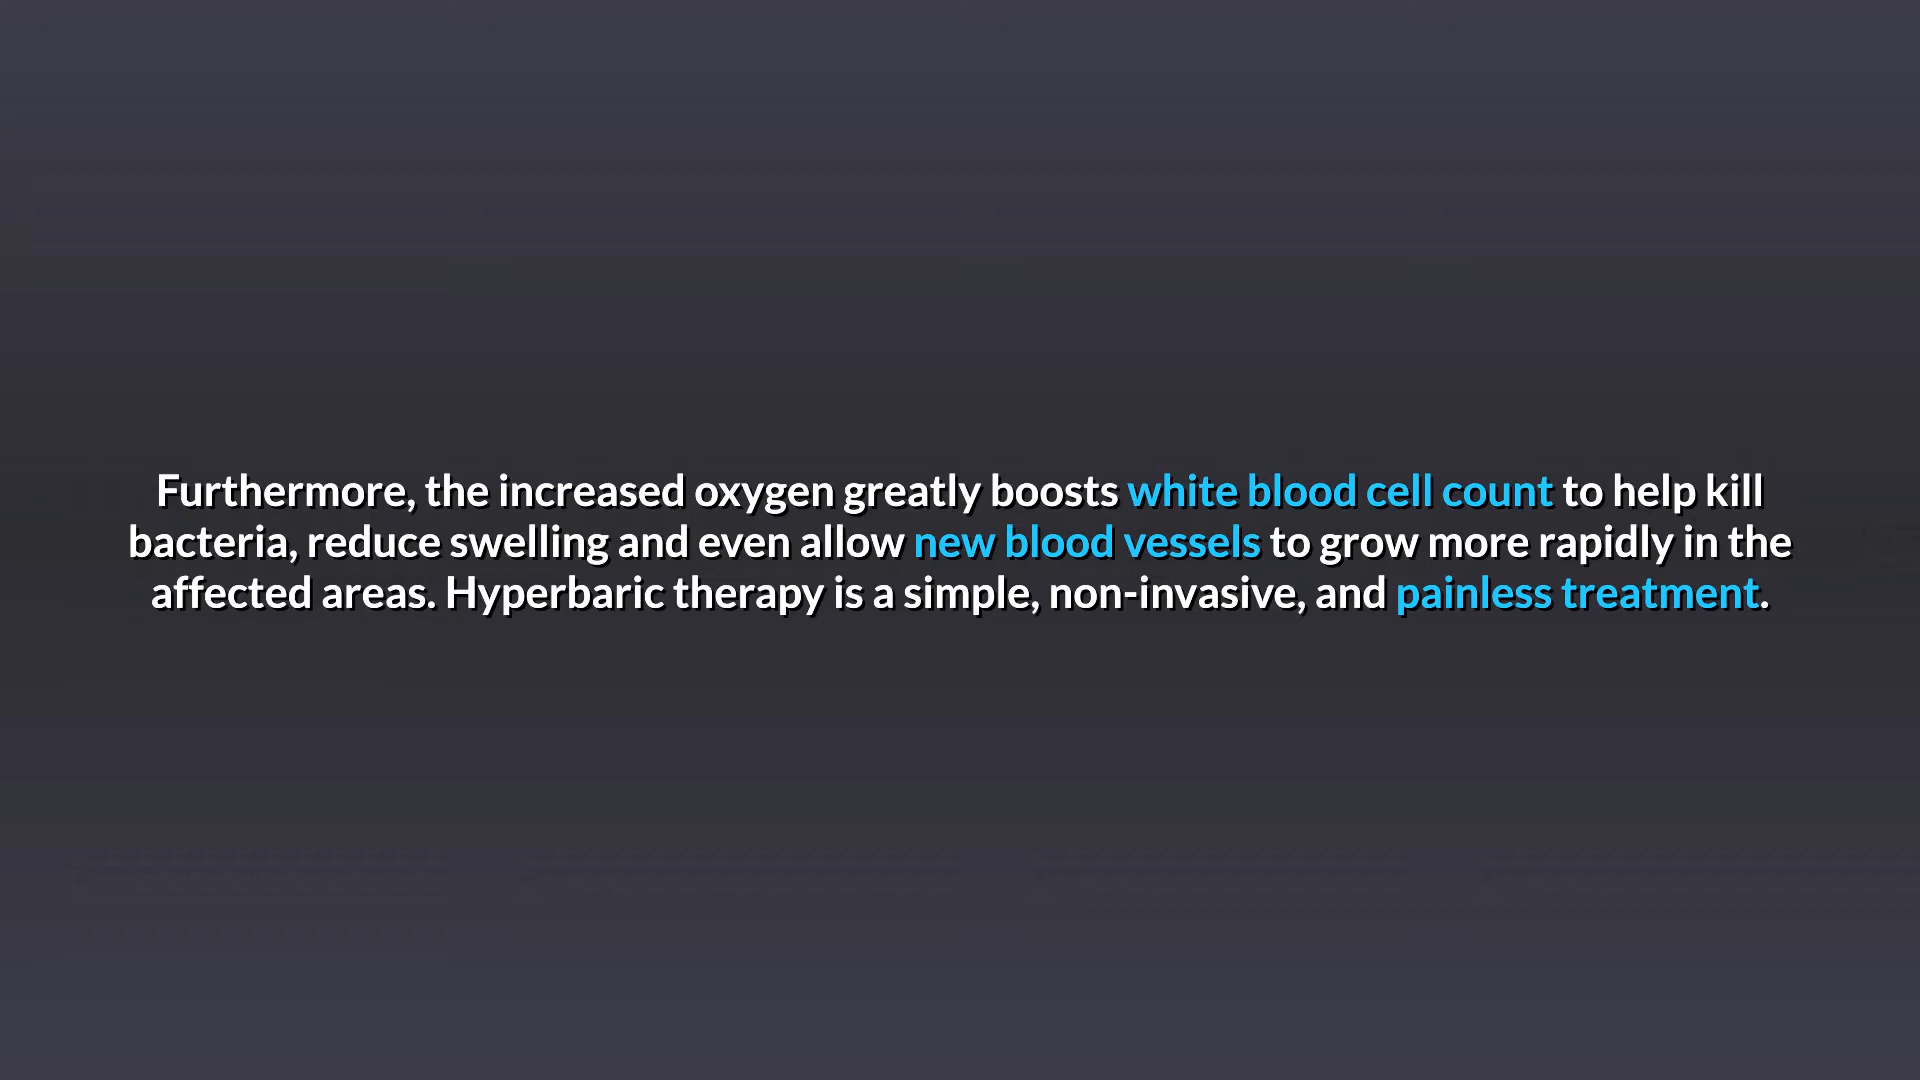 Furthermore, the increased oxygen greatly boosts white blood cell count to help kill
bacteria, reduce swelling and even allow new blood vessels to grow more rapidly in the
affected areas. Hyperbaric therapy is a simple, non-invasive, and painless treatment.